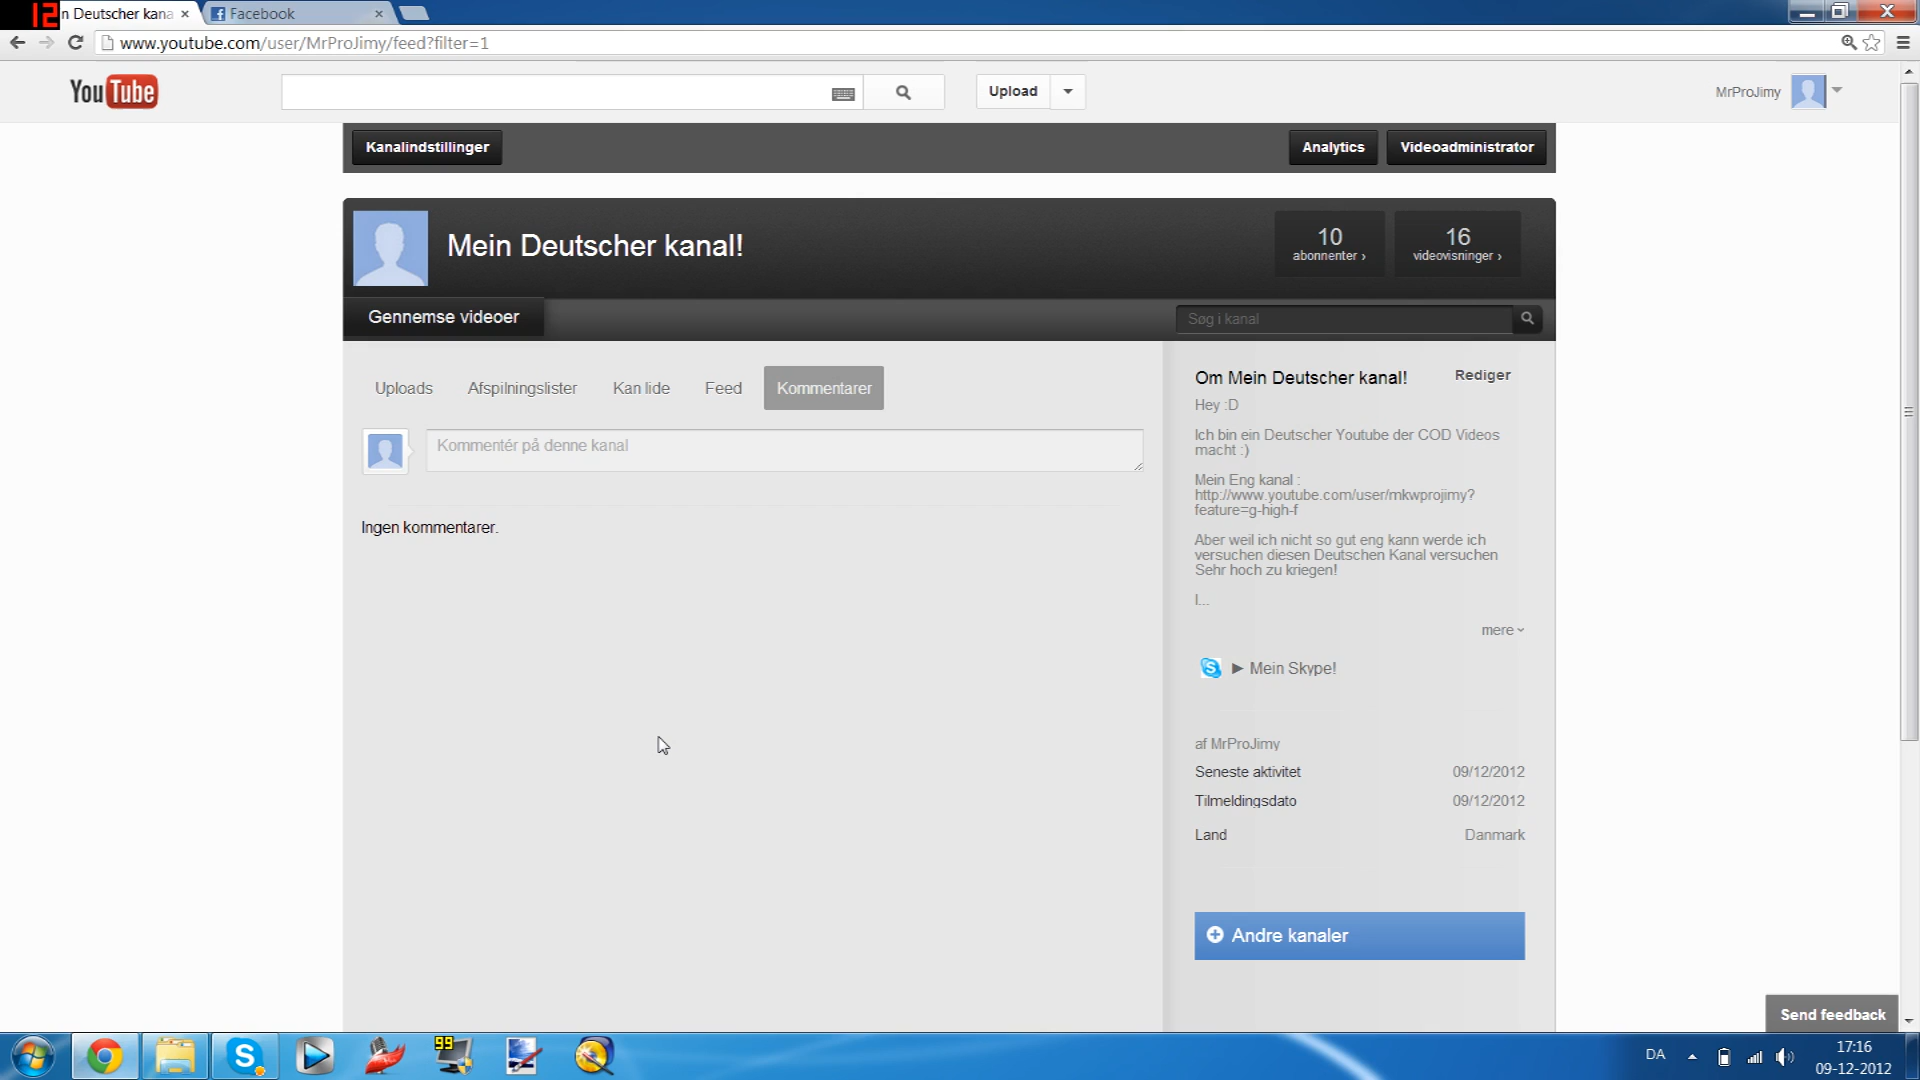 12
n Deutscher kana
Facebook
www.youtube.com/user/MrProJimy/feed?filter=1
YouTube
Upload
MrProJimy
Kanalindstillinger
Analytics
Videoadministrator
Mein Deutscher kanal!
10
abonnenter ›
16
videovisninger ›
Gennemse videoer
Søg i kanal
Uploads
Afspilningslister
Kan lide
Feed
Kommentarer
Kommentér på denne kanal
Ingen kommentarer.
Om Mein Deutscher kanal!
Rediger
Hey :D
Ich bin ein Deutscher Youtube der COD Videos
macht :)
Mein Eng kanal :
http://www.youtube.com/user/mkwprojimy?
feature=g-high-f
Aber weil ich nicht so gut eng kann werde ich
versuchen diesen Deutschen Kanal versuchen
Sehr hoch zu kriegen!
I...
mere
► Mein Skype!
af MrProJimy
Seneste aktivitet
09/12/2012
Tilmeldingsdato
09/12/2012
Land
Danmark
Andre kanaler
Send feedback
99
DA
17:16
09-12-2012